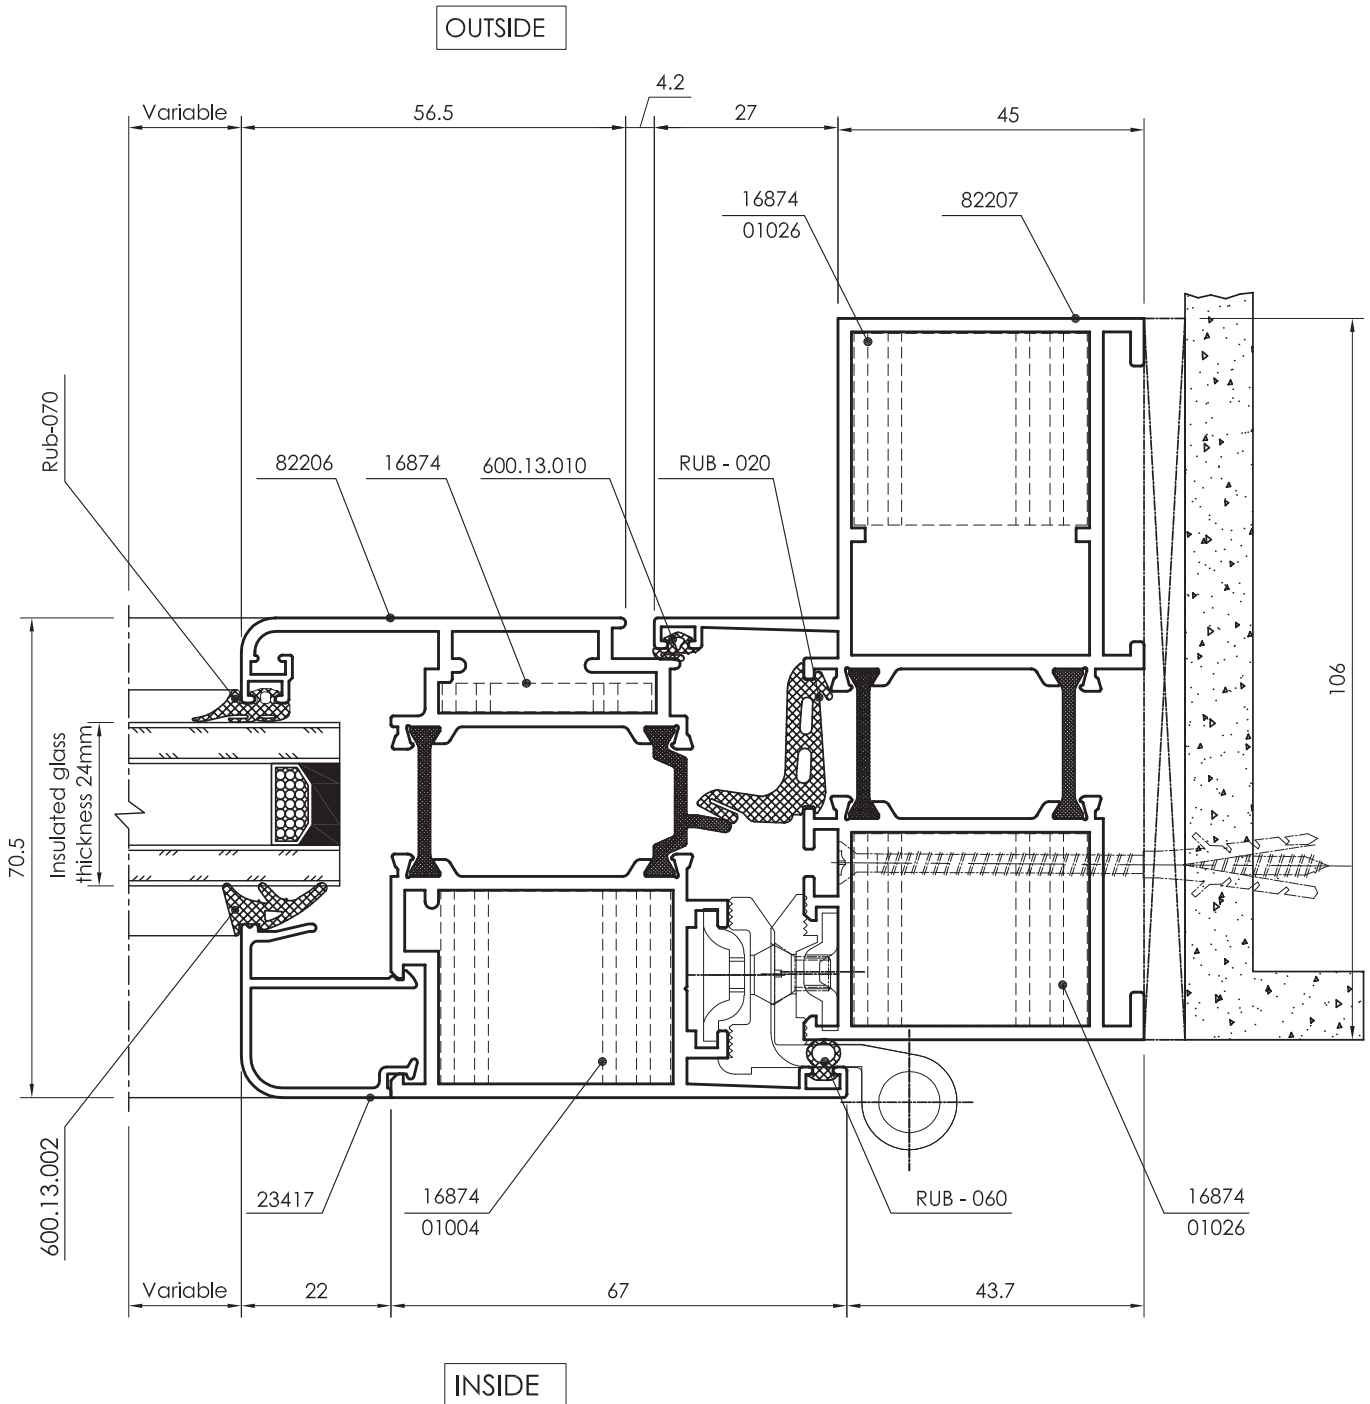 OUTSIDE
4.2
Variable
56.5
27
45
16874
01026
82207
Rub-070
82206
16874
600.13.010
RUB - 020
106
70.5
Insulated glass
thickness 24mm
600.13.002
23417
16874
01004
RUB - 060
16874
01026
Variable
22
67
43.7
INSIDE